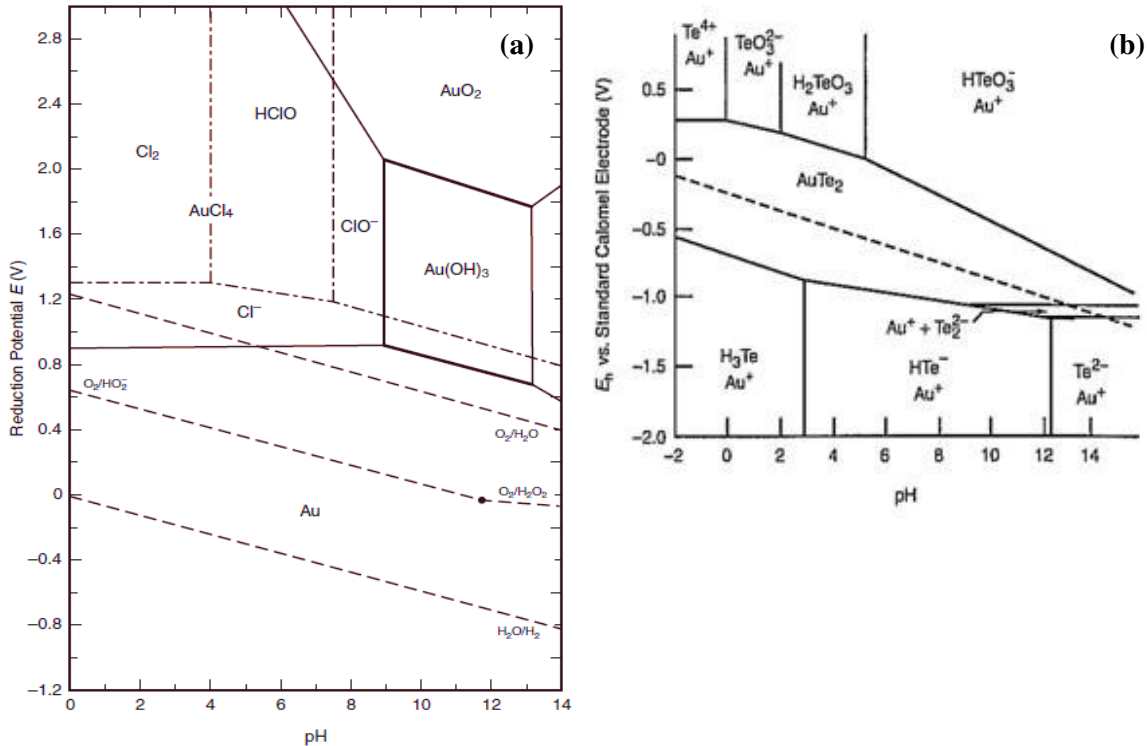 (a)
2.8
2.4
2.0
1.6
1.2
0.8
0.4
0
−0.4
−0.8
−1.2
Reduction Potential E (V)
AuO₂
HClO
Cl₂
AuCl₄
ClO⁻
Au(OH)₃
Cl⁻
O₂/HO₂⁻
O₂/H₂O
O₂/H₂O₂
Au
H₂O/H₂
0 2 4 6 8 10 12 14
pH
(b)
Te⁴⁺
Au⁺
TeO₃²⁻
Au⁺
H₂TeO₃
Au⁺
HTeO₃⁻
Au⁺
0.5
−0
−0.5
−1.0
−1.5
−2.0
Eₕ vs. Standard Calomel Electrode (V)
AuTe₂
Au⁺ + Te₂²⁻
H₃Te
Au⁺
HTe⁻
Au⁺
Te²⁻
Au⁺
−2 0 2 4 6 8 10 12 14
pH